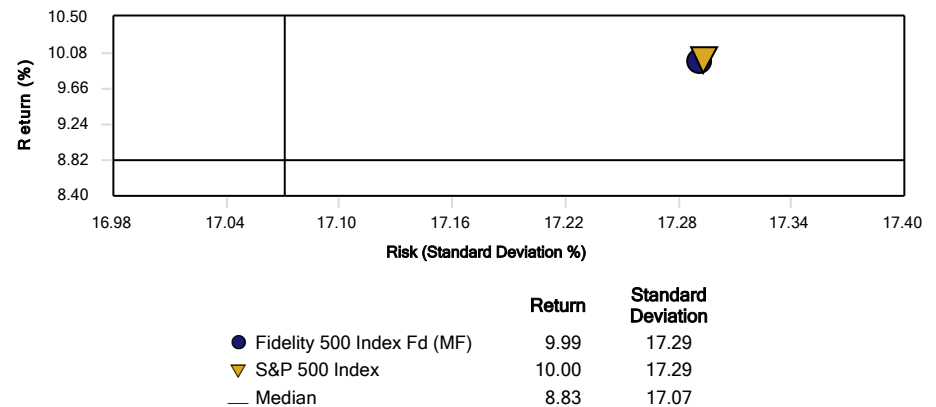 10.50
10.08
9.66
9.24
8.82
8.40
Return (%)
16.98 17.04 17.10 17.16 17.22 17.28 17.34 17.40
Risk (Standard Deviation %)
Return Standard Deviation
Fidelity 500 Index Fd (MF) 9.99 17.29
S&P 500 Index 10.00 17.29
Median 8.83 17.07